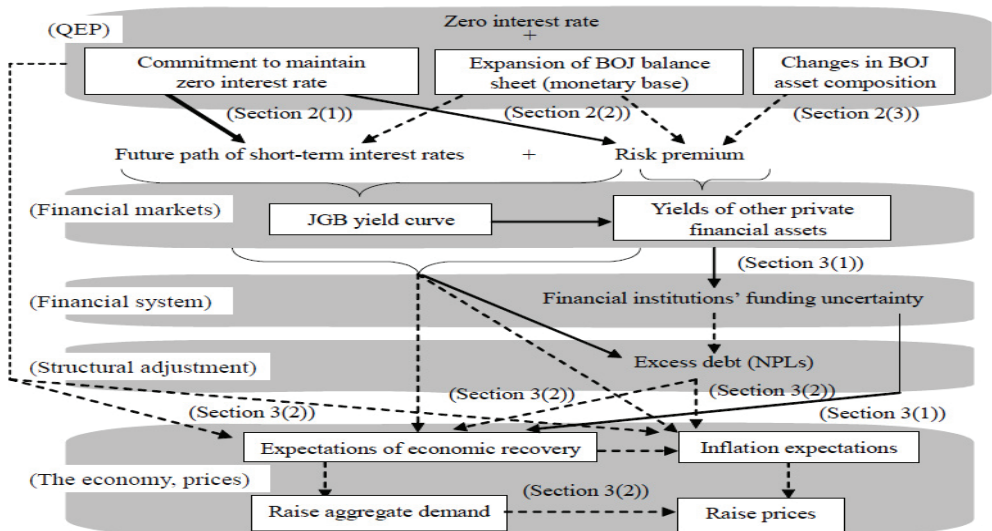 Zero interest rate
(QEP)
+
Commitment to maintain
zero interest rate
Expansion of BOJ balance
sheet (monetary base)
Changes in BOJ
asset composition
(Section 2(1))
(Section 2(2))
(Section 2(3))
Future path of short-term interest rates
+
Risk premium
(Financial markets)
JGB yield curve
Yields of other private
financial assets
(Section 3(1))
(Financial system)
Financial institutions’ funding uncertainty
(Structural adjustment)
Excess debt (NPLs)
(Section 3(2))
(Section 3(2))
(Section 3(2))
(Section 3(1))
Expectations of economic recovery
Inflation expectations
(The economy, prices)
(Section 3(2))
Raise aggregate demand
Raise prices